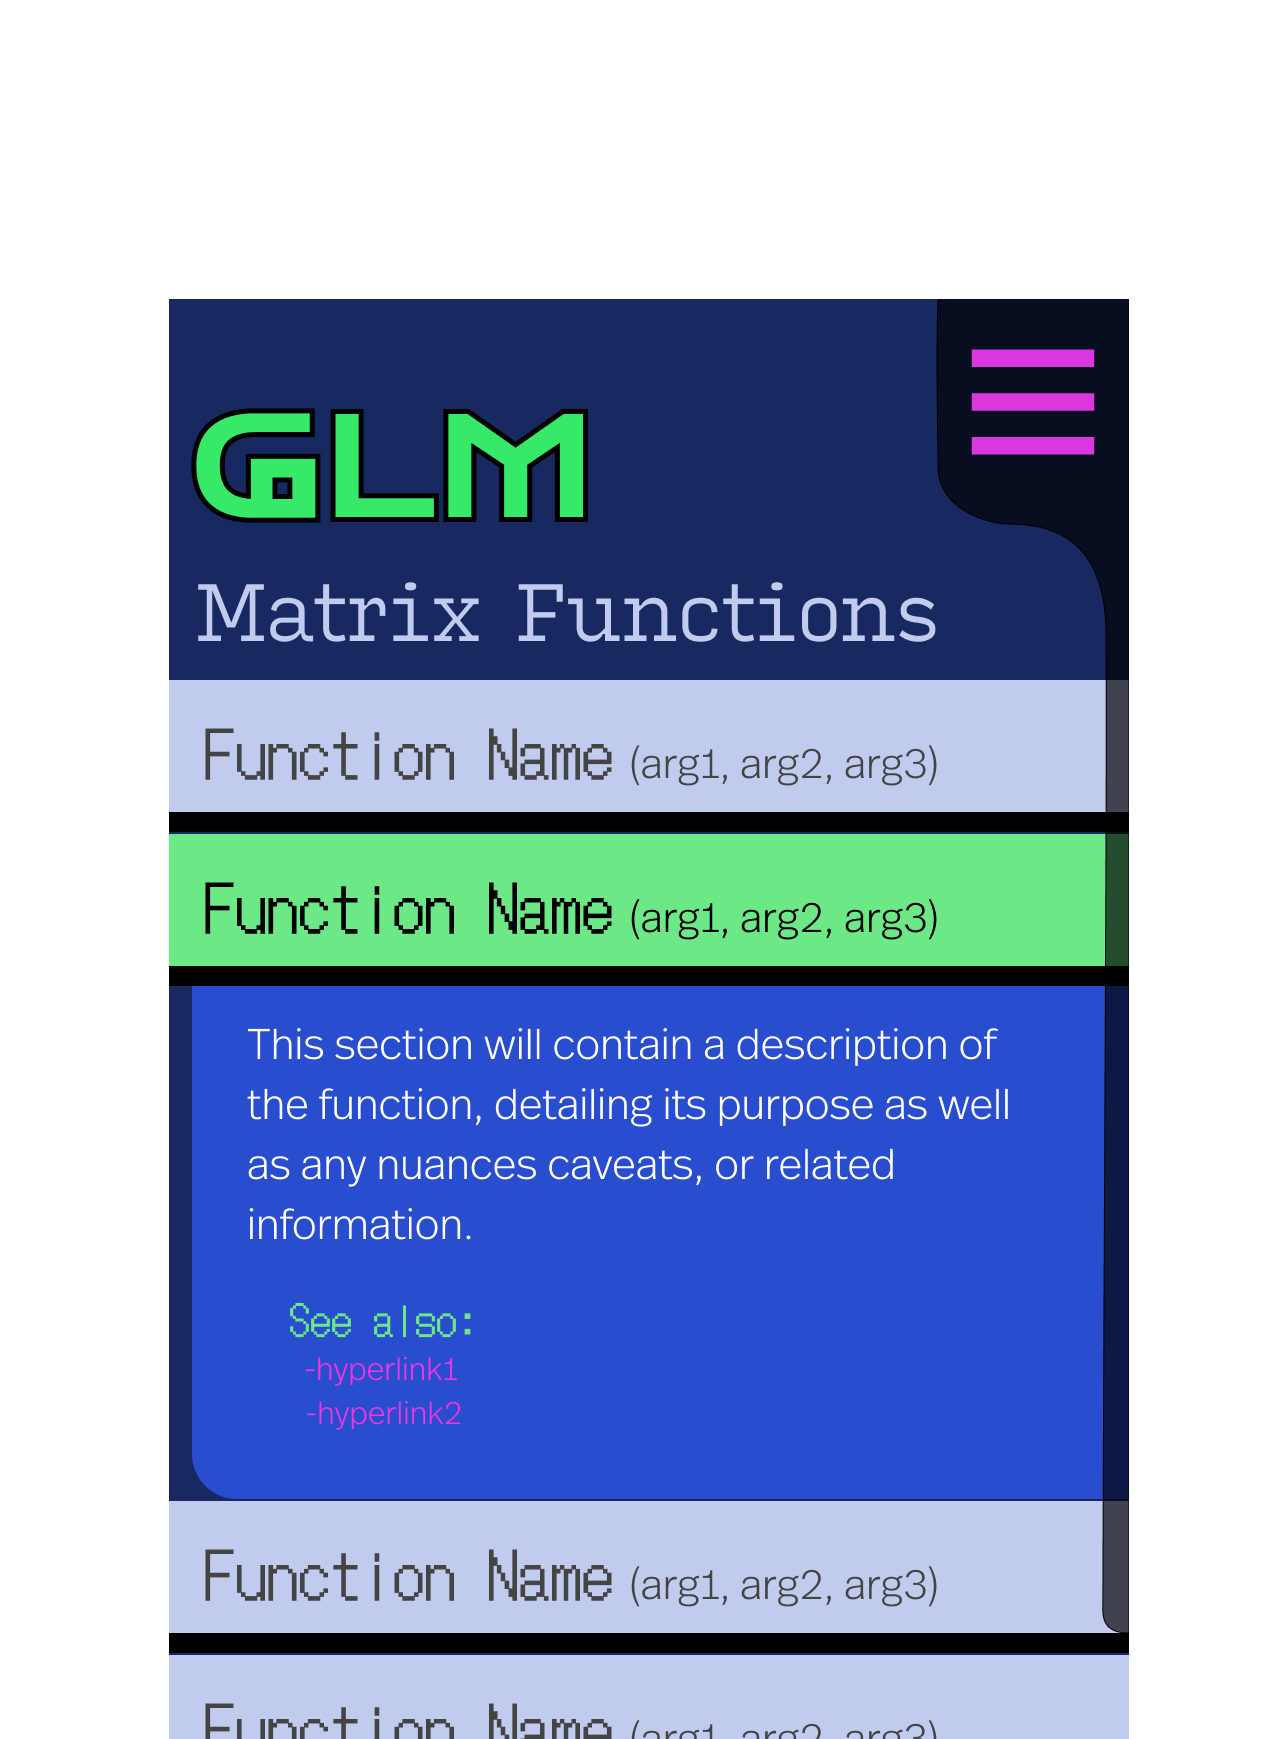 GLM
Matrix Functions
Function Name (arg1, arg2, arg3)
Function Name (arg1, arg2, arg3)
This section will contain a description of
the function, detailing its purpose as well
as any nuances caveats, or related
information.
See also:
-hyperlink1
-hyperlink2
Function Name (arg1, arg2, arg3)
Function Name (arg1, arg2, arg3)